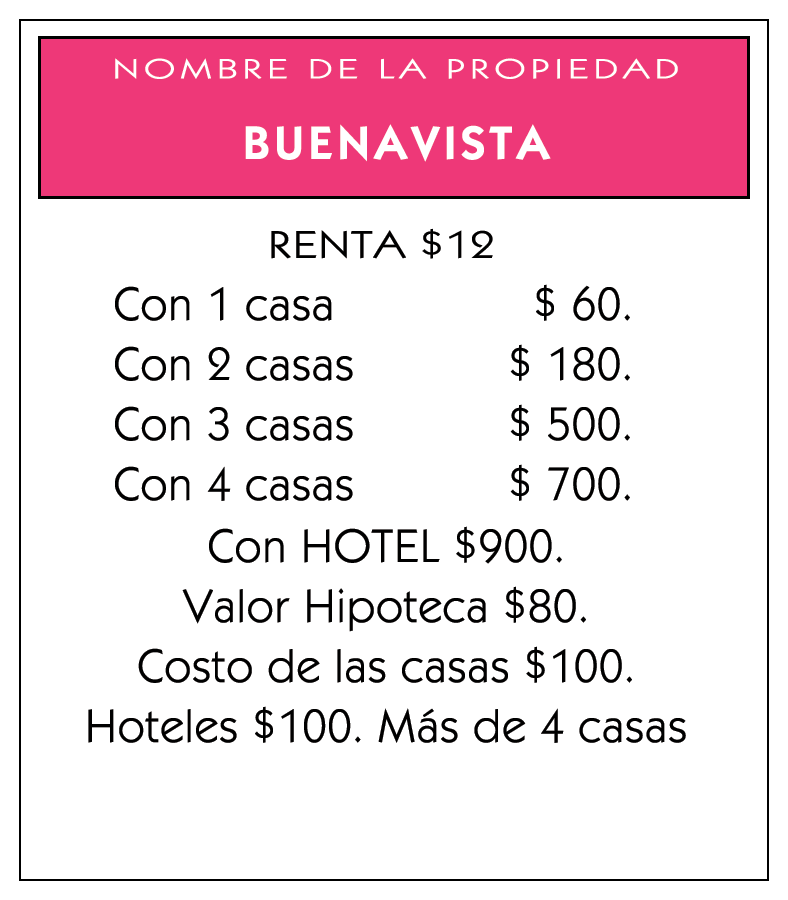 NOMBRE DE LA PROPIEDAD
BUENAVISTA
RENTA $12
Con 1 casa $ 60.
Con 2 casas $ 180.
Con 3 casas $ 500.
Con 4 casas $ 700.
Con HOTEL $900.
Valor Hipoteca $80.
Costo de las casas $100.
Hoteles $100. Más de 4 casas